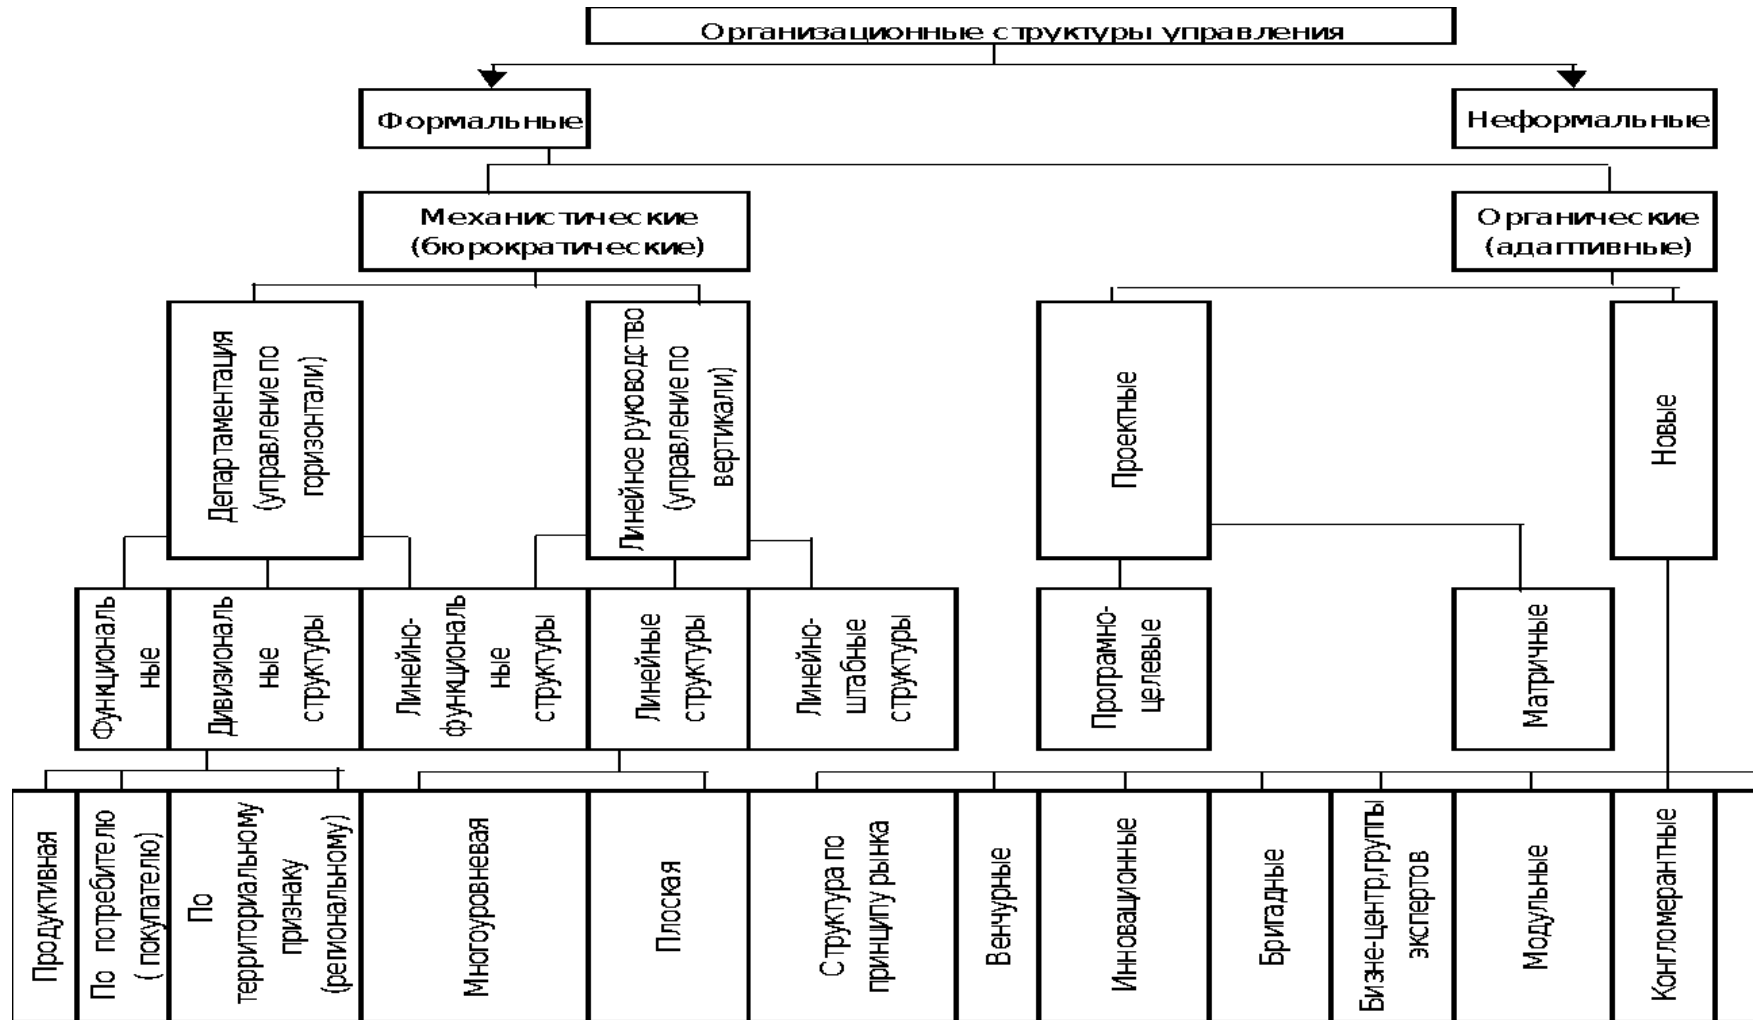 Организационные структуры управления
Формальные
Неформальные
Механистические
(бюрократические)
Органические
(адаптивные)
Департаментация
(управление по
горизонтали)
Линейное руководство
(управление по
вертикали)
Проектные
Новые
Функциональ
ные
Дивизиональ
ные
структуры
Линейно-
функциональ
ные
структуры
Линейные
структуры
Линейно-
штабные
структуры
Програмно-
целевые
Матричные
Продуктивная
По потребителю
( покупателю)
По
территориальному
признаку
(региональному)
Многоуровневая
Плоская
Структура по
принципу рынка
Венчурные
Инновационные
Бригадные
Бизне-центр,группы
экспертов
Модульные
Конгломерантные